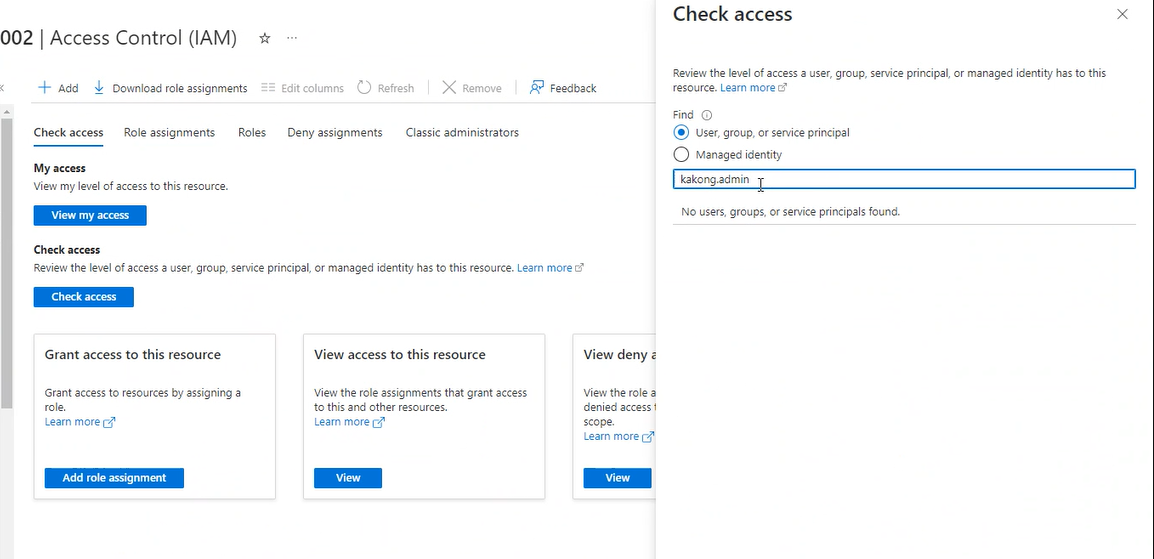 002 | Access Control (IAM) ☆ ...
Add Download role assignments Edit columns Refresh Remove Feedback
Check access Role assignments Roles Deny assignments Classic administrators
My access
View my level of access to this resource.
View my access
Check access
Review the level of access a user, group, service principal, or managed identity has to this resource. Learn more
Check access
Grant access to this resource
Grant access to resources by assigning a
role.
Learn more
Add role assignment
View access to this resource
View the role assignments that grant access
to this and other resources.
Learn more
View
View deny a
View the role a
denied access t
scope.
Learn more
View
Check access
Review the level of access a user, group, service principal, or managed identity has to this
resource. Learn more
Find
User, group, or service principal
Managed identity
kakong.admin
No users, groups, or service principals found.